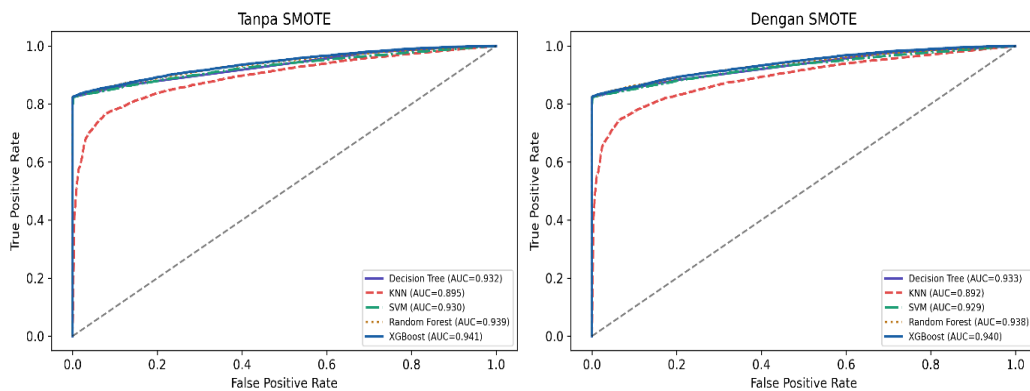 Tanpa SMOTE
True Positive Rate
1.0
0.8
0.6
0.4
0.2
0.0
Decision Tree (AUC=0.932)
KNN (AUC=0.895)
SVM (AUC=0.930)
Random Forest (AUC=0.939)
XGBoost (AUC=0.941)
0.0 0.2 0.4 0.6 0.8 1.0
False Positive Rate
Dengan SMOTE
True Positive Rate
1.0
0.8
0.6
0.4
0.2
0.0
Decision Tree (AUC=0.933)
KNN (AUC=0.892)
SVM (AUC=0.929)
Random Forest (AUC=0.938)
XGBoost (AUC=0.940)
0.0 0.2 0.4 0.6 0.8 1.0
False Positive Rate